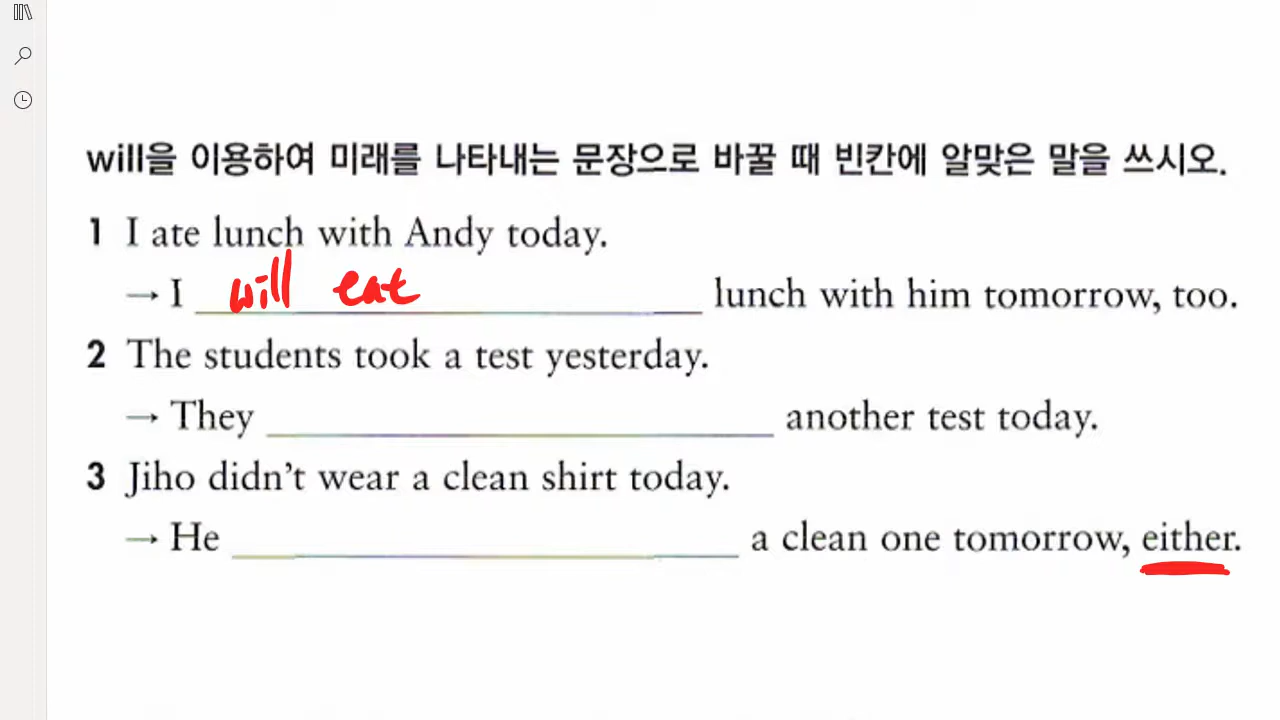 will을 이용하여 미래를 나타내는 문장으로 바꿀 때 빈칸에 알맞은 말을 쓰시오.
1 I ate lunch with Andy today.
→ I will eat lunch with him tomorrow, too.
2 The students took a test yesterday.
→ They another test today.
3 Jiho didn't wear a clean shirt today.
→ He a clean one tomorrow, either.